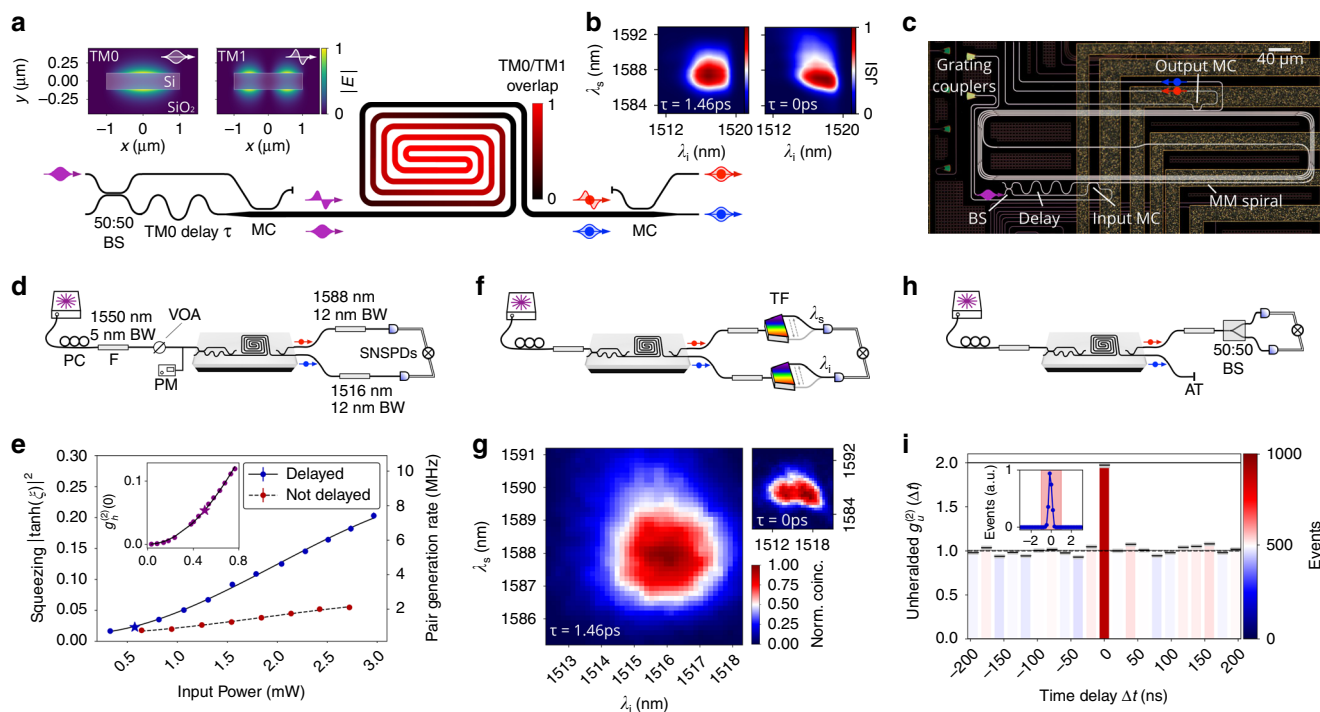 a
TM0
TM1
Si
SiO₂
y (μm)
0.25
0.00
−0.25
−1
0
1
−1
0
1
x (μm)
x (μm)
1
0
|E|
TM0/TM1
overlap
1
0
50:50
BS
TM0 delay τ
MC
MC
b
λs (nm)
1592
1588
1584
τ = 1.46ps
τ = 0ps
1512
1520
1512
1520
λi (nm)
λi (nm)
1
0
JSI
c
Grating
couplers
Output MC
40 μm
BS
Delay
Input MC
MM spiral
d
1550 nm
5 nm BW
VOA
PC
F
PM
1588 nm
12 nm BW
SNSPDs
1516 nm
12 nm BW
f
TF
λs
λi
h
50:50
BS
AT
e
Squeezing |tanh(ξ)|²
0.30
0.25
0.20
0.15
0.10
0.05
0.00
gh(2)(0)
0.1
0.0
0.0
0.4
0.8
Delayed
Not delayed
10
8
6
4
2
Pair generation rate (MHz)
0.5
1.0
1.5
2.0
2.5
3.0
Input Power (mW)
g
λs (nm)
1591
1590
1589
1588
1587
1586
τ = 1.46ps
1513
1514
1515
1516
1517
1518
λi (nm)
τ = 0ps
1592
1584
1512
1518
1.00
0.75
0.50
0.25
0.00
Norm. coinc.
i
Unheralded gu(2) (Δt)
2.0
1.5
1.0
0.5
0.0
Events (a.u.)
1
0
−2
0
2
−200
−150
−100
−50
0
50
100
150
200
Time delay Δt (ns)
1000
500
0
Events